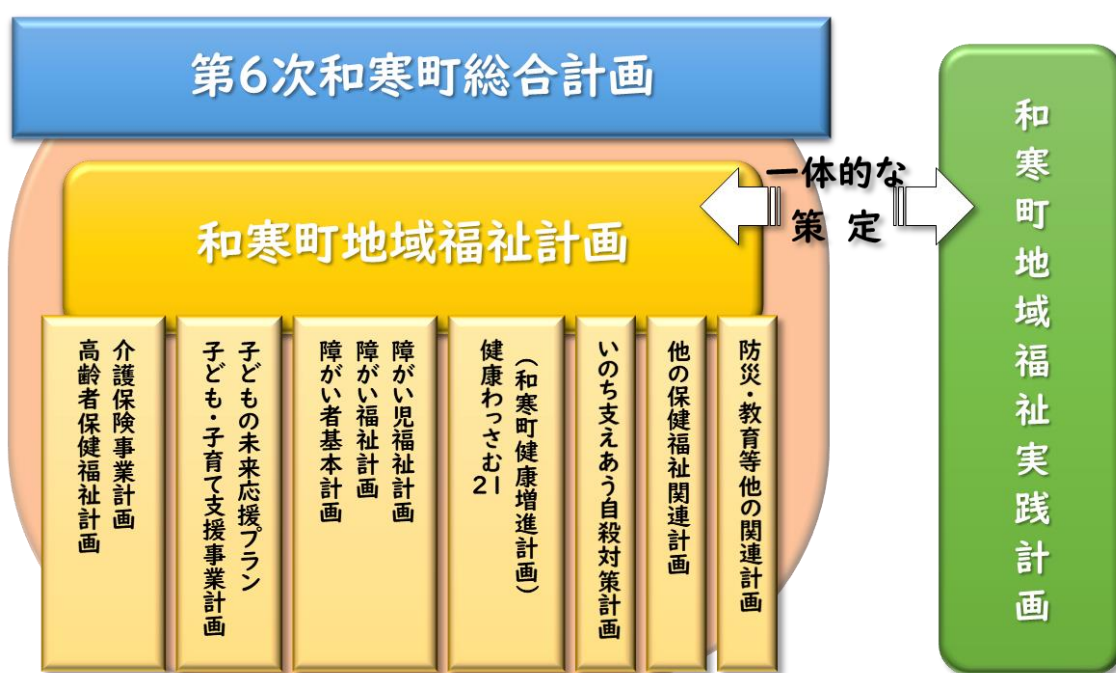 第6次和寒町総合計画
和寒町地域福祉計画
一体的な
策定
和寒町地域福祉実践計画
介護保険事業計画
高齢者保健福祉計画
子どもの未来応援プラン
子ども・子育て支援事業計画
障がい児福祉計画
障がい福祉計画
障がい者基本計画
(和寒町健康増進計画)
健康わっさむ21
いのち支えあう自殺対策計画
他の保健福祉関連計画
防災・教育等他の関連計画